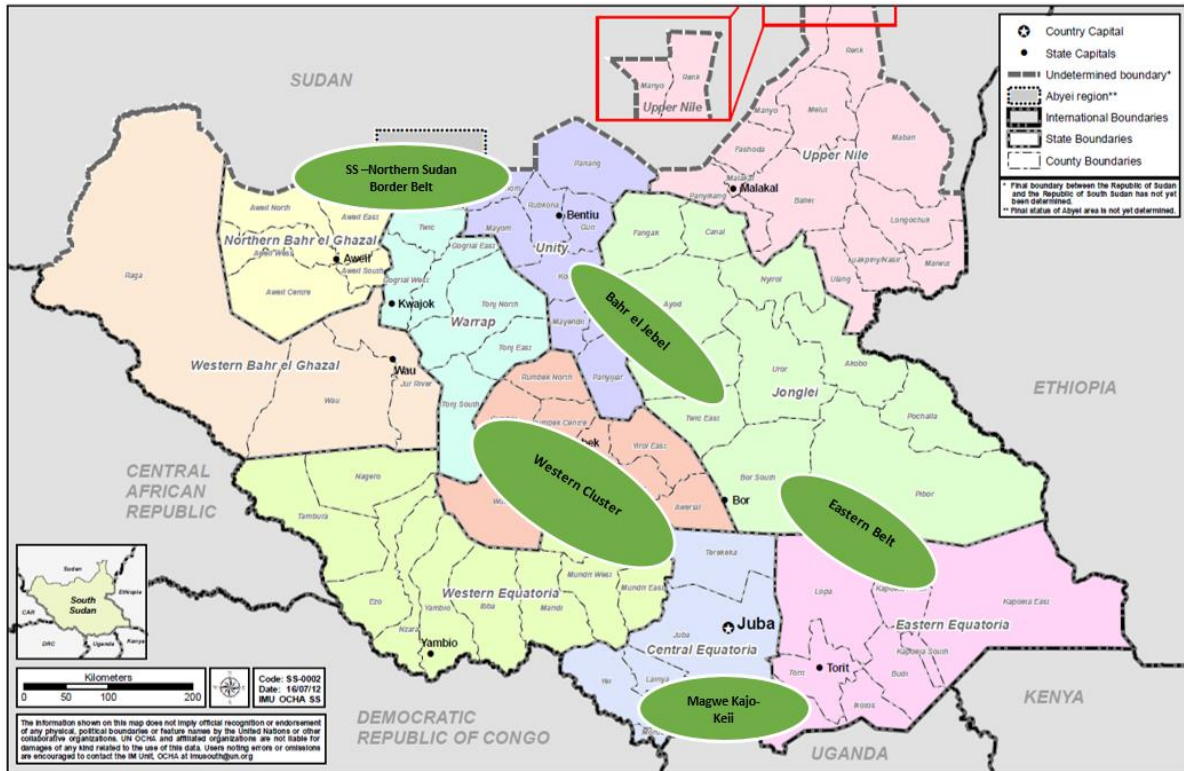 SUDAN
Manyo
Renk
Upper Nile
Renk
Country Capital
State Capitals
Undetermined boundary*
Abyei region**
International Boundaries
State Boundaries
County Boundaries
* Final boundary between the Republic of Sudan
and the Republic of South Sudan has not yet
been determined.
** Final status of Abyei area is not yet determined.
SS –Northern Sudan
Border Belt
Manyo
Melut
Maban
Fashoda
Upper Nile
Malakal
Malakal
Panyikang
Baliet
Longochuk
Luakpiny/Nasir
Maiwut
Ulang
Pariang
Rubkona
Bentiu
Mayom
Guit
Unity
Mayendit
Panyijiar
Aweil North
Aweil East
Northern Bahr el Ghazal
Aweil West
Aweil
Aweil South
Aweil Centre
Raga
Twic
Gogrial East
Gogrial West
Kwajok
Tonj North
Warrap
Tonj East
Tonj South
Western Bahr el Ghazal
Wau
Jur River
Wau
Fangak
Canal
Nyirol
Ayod
Bahr el Jebel
Uror
Akobo
Jonglei
Pochalla
Twic East
Bor South
Pibor
Bor
ETHIOPIA
Rumbek North
Rumbek Centre
Yirol East
Awerial
Western Cluster
Eastern Belt
CENTRAL
AFRICAN
REPUBLIC
Nagero
Tambura
Ezo
Nzara
Yambio
Ibba
Maridi
Mundri West
Mundri East
Western Equatoria
Yambio
Terekeka
Juba
Juba
Central Equatoria
Yei
Lainya
Magwe Kajo-
Keii
Lopa
Kapoeta East
Eastern Equatoria
Kapoeta South
Torit
Torit
Budi
Ikotos
KENYA
UGANDA
DEMOCRATIC
REPUBLIC OF CONGO
Sudan
CAR
South
Sudan
Ethiopia
DRC
Uganda
Kenya
Kilometers
0 50 100 200
Code: SS-0002
Date: 16/07/12
IMU OCHA SS
The information shown on this map does not imply official recognition or endorsement
of any physical, political boundaries or feature names by the United Nations or other
collaborative organizations. UN OCHA and affiliated organizations are not liable for
damages of any kind related to the use of this data. Users noting errors or omissions
are encouraged to contact the IM Unit, OCHA at imusouth@un.org